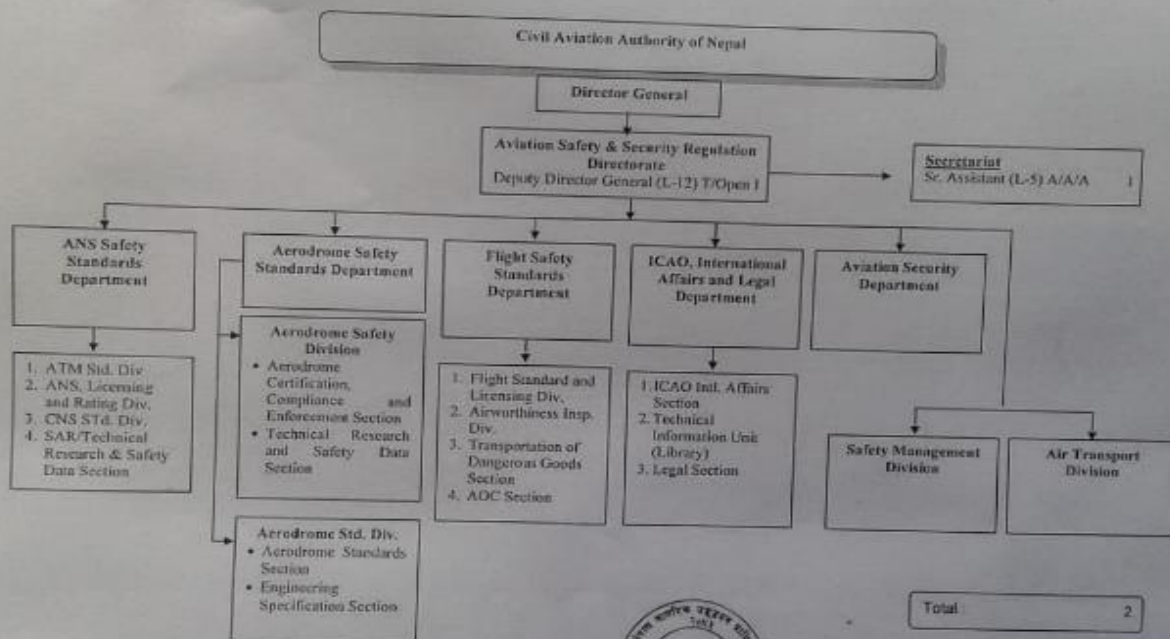 Civil Aviation Authority of Nepal
Director General
Aviation Safety & Security Regulation
Directorate
Deputy Director General (L-12) T/Open 1
Secretariat
Sr. Assistant (L-5) A/A/A 1
ANS Safety
Standards
Department
Aerodrome Safety
Standards Department
Flight Safety
Standards
Department
ICAO, International
Affairs and Legal
Department
Aviation Security
Department
1. ATM Std. Div
2. ANS, Licensing
and Rating Div.
3. CNS STd. Div.
4. SAR/Technical
Research & Safety
Data Section
Aerodrome Safety
Division
• Aerodrome
Certification,
Compliance and
Enforcement Section
• Technical Research
and Safety Data
Section
Aerodrome Std. Div.
• Aerodrome Standards
Section
• Engineering
Specification Section
1. Flight Standard and
Licensing Div.
2. Airworthiness Insp.
Div.
3. Transportation of
Dangerous Goods
Section
4. AOC Section
1. ICAO Intl. Affairs
Section
2. Technical
Information Unit
(Library)
3. Legal Section
Safety Management
Division
Air Transport
Division
Total : 2